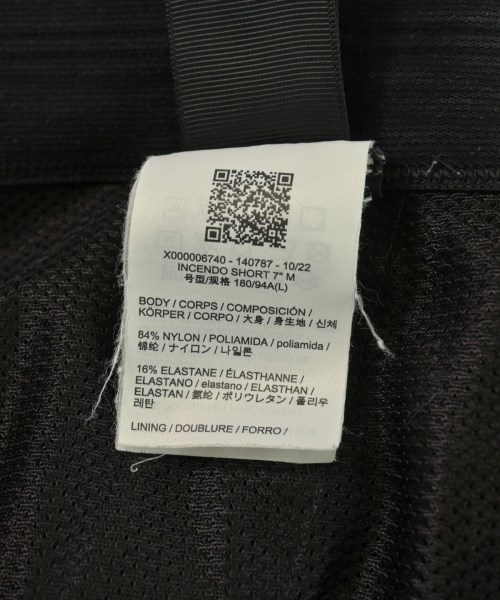 X000006740 - 140787 - 10/22
INCENDO SHORT 7" M
号型/规格 180/94A(L)
BODY / CORPS / COMPOSICIÓN /
KÖRPER / CORPO / 大身 / 身生地 / 신체
84% NYLON / POLIAMIDA / poliamida /
锦纶 / ナイロン / 나일론
16% ELASTANE / ÉLASTHANNE /
ELASTANO / elastano / ELASTHAN /
ELASTAN / 氨纶 / ポリウレタン / 폴리우
레탄
LINING / DOUBLURE / FORRO /